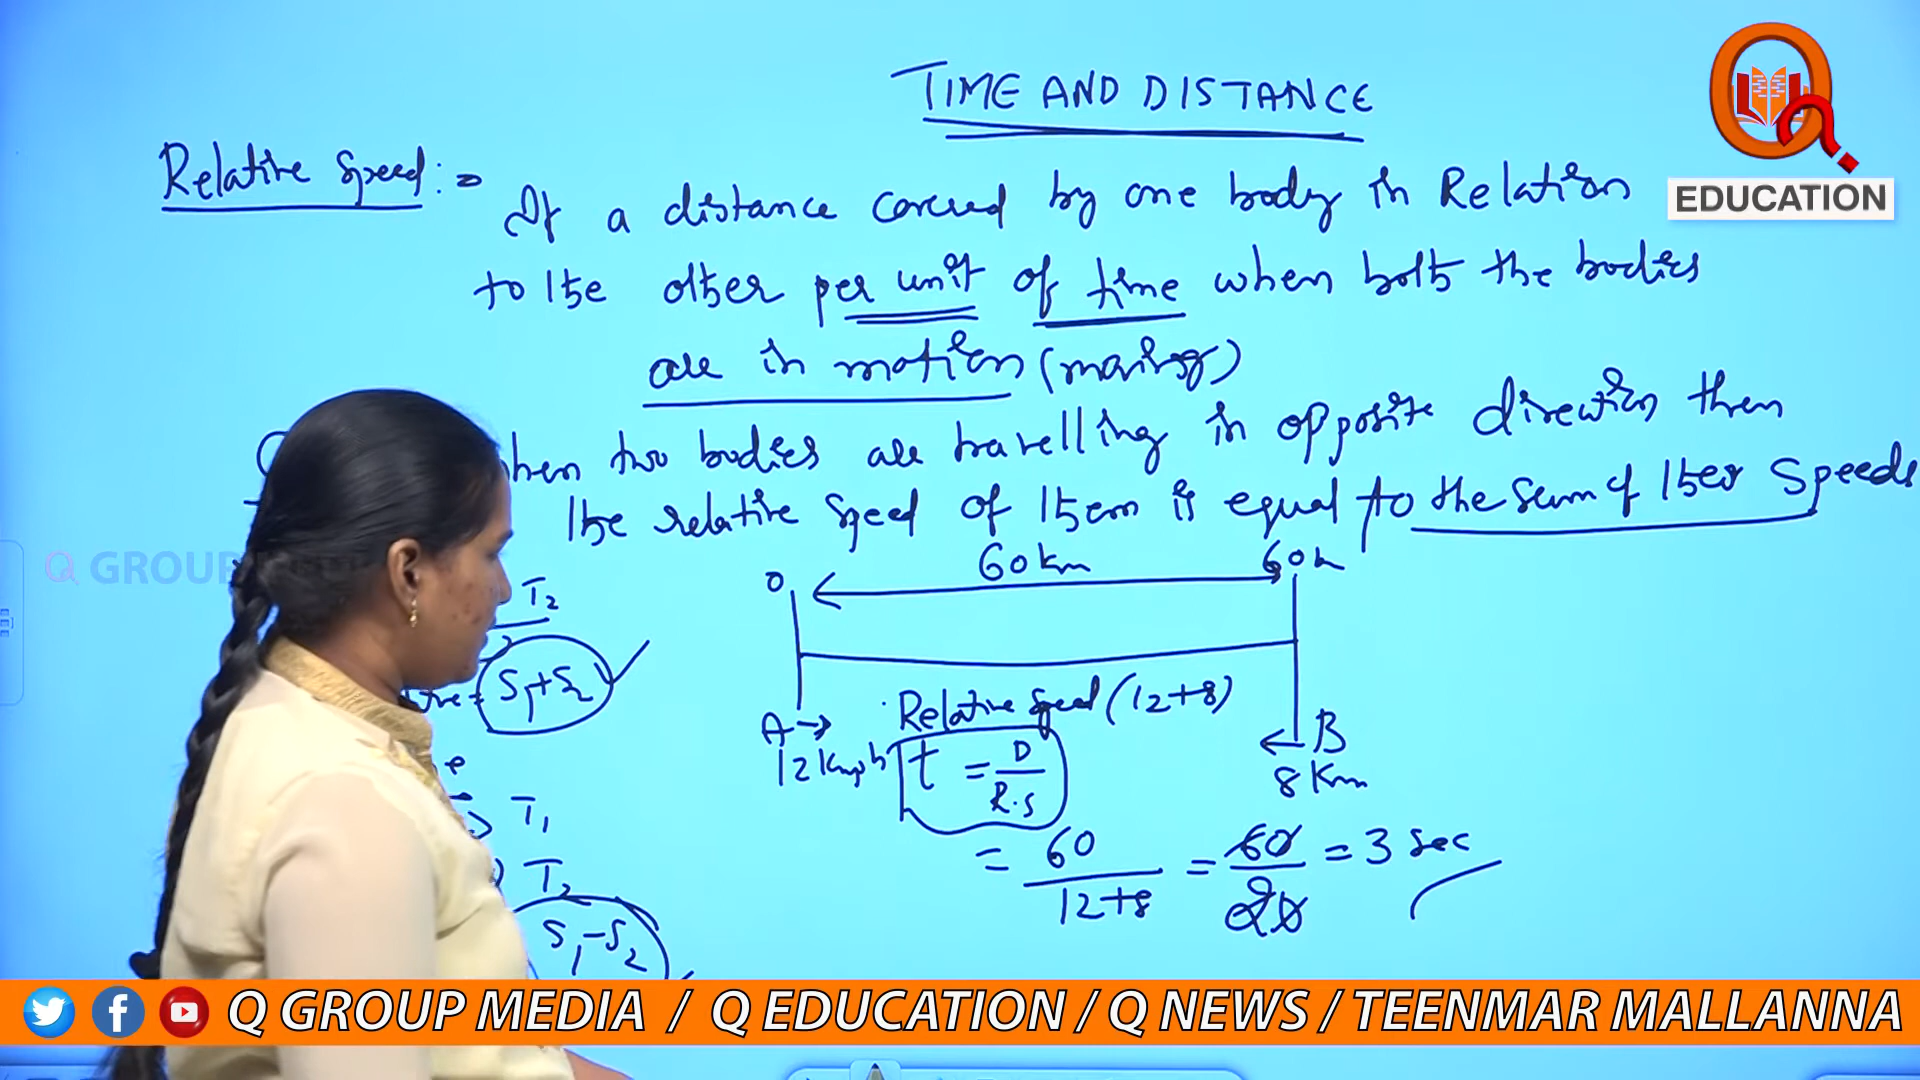 TIME AND DISTANCE
EDUCATION
Relative Speed :-
If a distance covered by one body in Relation
to the other per unit of time when both the bodies
are in motion (moving)
hen two bodies are travelling in opposite direction then
the relative speed of them is equal to the sum of their Speeds
Q GROUP
60 km
0
60k
T2
S1+S2
Relative Speed (12+8)
A →
12 Kmph
← B
8 Km
t = D/R.S
e
T1
= 60/12+8 = 60/20 = 3 sec
T2
S1-S2
Q GROUP MEDIA / Q EDUCATION / Q NEWS / TEENMAR MALLANNA